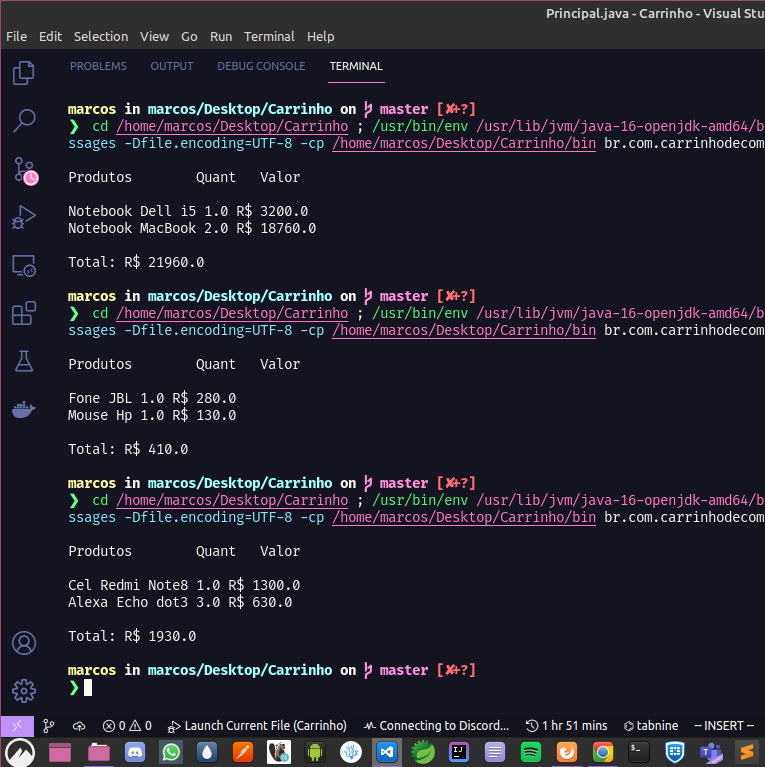 Principal.java - Carrinho - Visual Stu
File Edit Selection View Go Run Terminal Help
PROBLEMS OUTPUT DEBUG CONSOLE TERMINAL
marcos in marcos/Desktop/Carrinho on master [✘+?]
❯ cd /home/marcos/Desktop/Carrinho ; /usr/bin/env /usr/lib/jvm/java-16-openjdk-amd64/b
ssages -Dfile.encoding=UTF-8 -cp /home/marcos/Desktop/Carrinho/bin br.com.carrinhodecom
Produtos Quant Valor
Notebook Dell i5 1.0 R$ 3200.0
Notebook MacBook 2.0 R$ 18760.0
Total: R$ 21960.0
marcos in marcos/Desktop/Carrinho on master [✘+?]
❯ cd /home/marcos/Desktop/Carrinho ; /usr/bin/env /usr/lib/jvm/java-16-openjdk-amd64/b
ssages -Dfile.encoding=UTF-8 -cp /home/marcos/Desktop/Carrinho/bin br.com.carrinhodecom
Produtos Quant Valor
Fone JBL 1.0 R$ 280.0
Mouse Hp 1.0 R$ 130.0
Total: R$ 410.0
marcos in marcos/Desktop/Carrinho on master [✘+?]
❯ cd /home/marcos/Desktop/Carrinho ; /usr/bin/env /usr/lib/jvm/java-16-openjdk-amd64/b
ssages -Dfile.encoding=UTF-8 -cp /home/marcos/Desktop/Carrinho/bin br.com.carrinhodecom
Produtos Quant Valor
Cel Redmi Note8 1.0 R$ 1300.0
Alexa Echo dot3 3.0 R$ 630.0
Total: R$ 1930.0
marcos in marcos/Desktop/Carrinho on master [✘+?]
❯
0 0 Launch Current File (Carrinho) Connecting to Discord... 1 hr 51 mins tabnine -- INSERT --